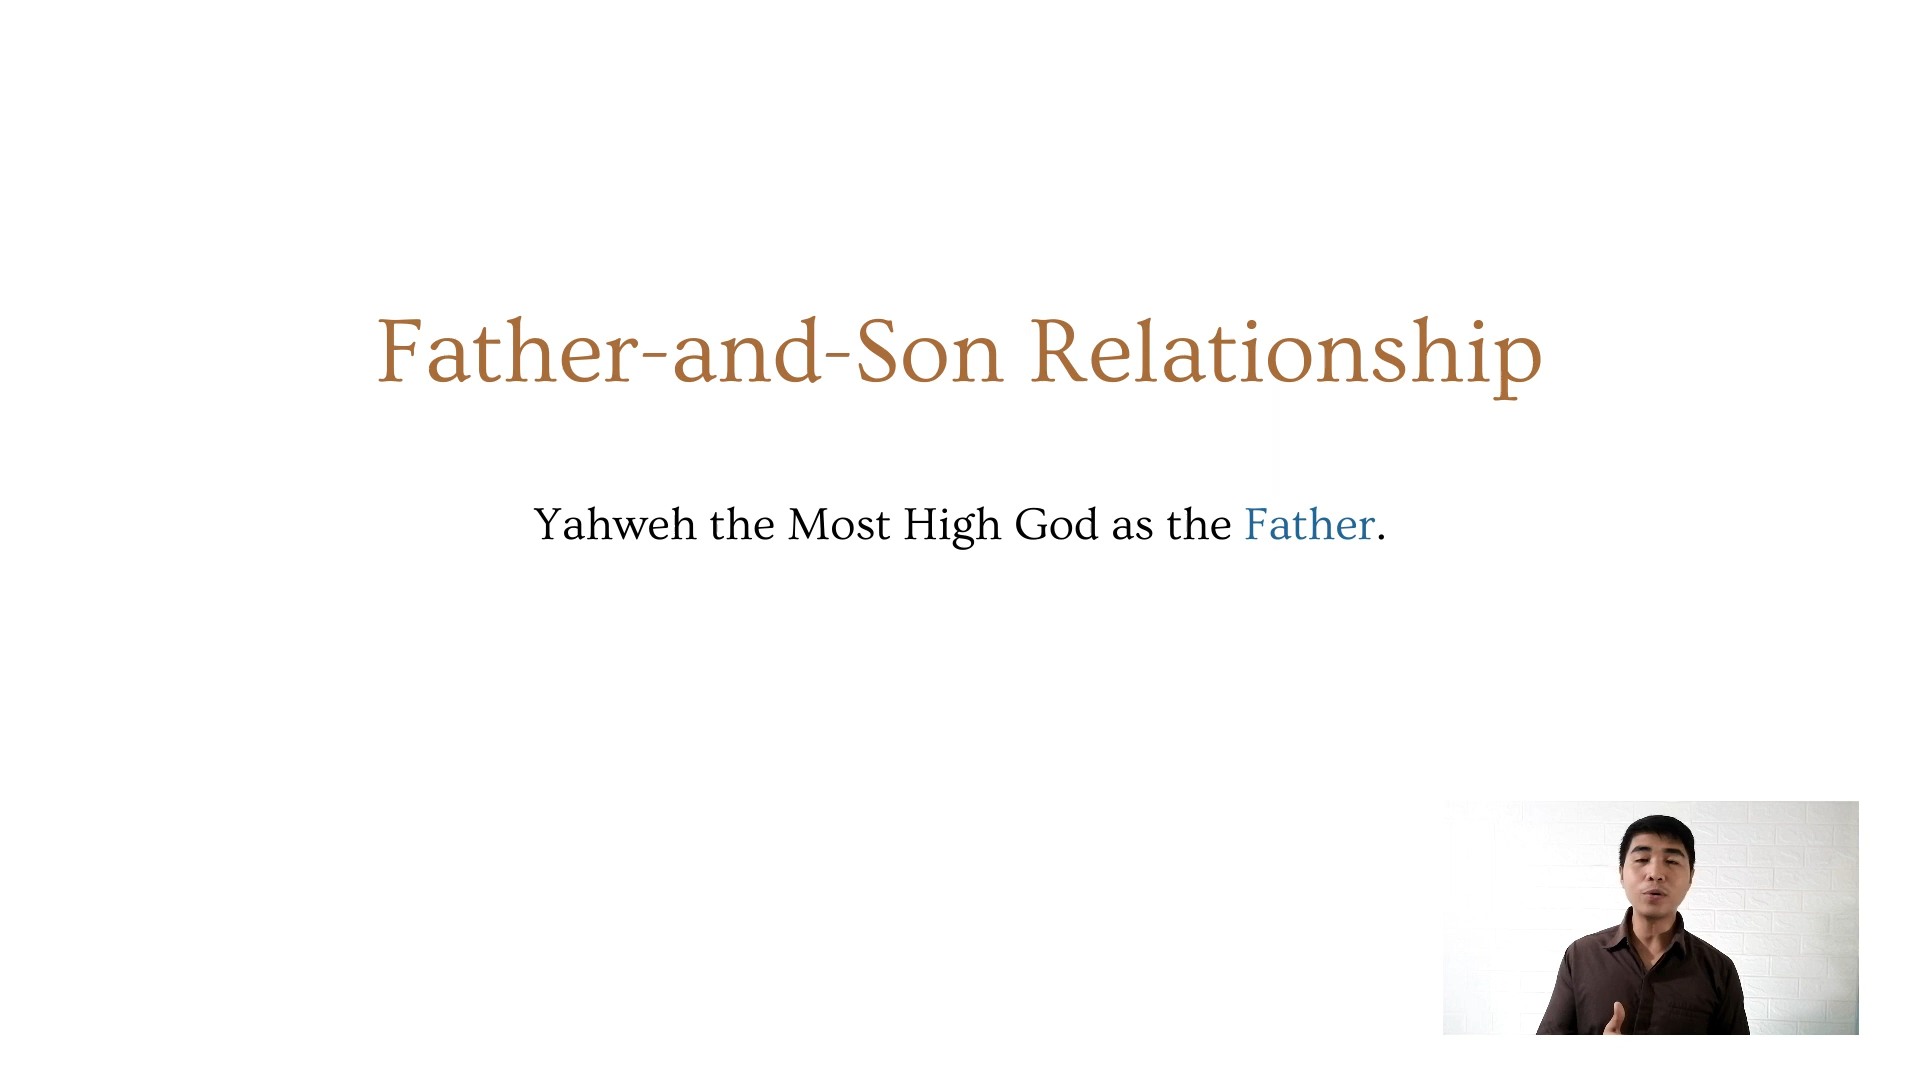 Father-and-Son Relationship
Yahweh the Most High God as the Father.